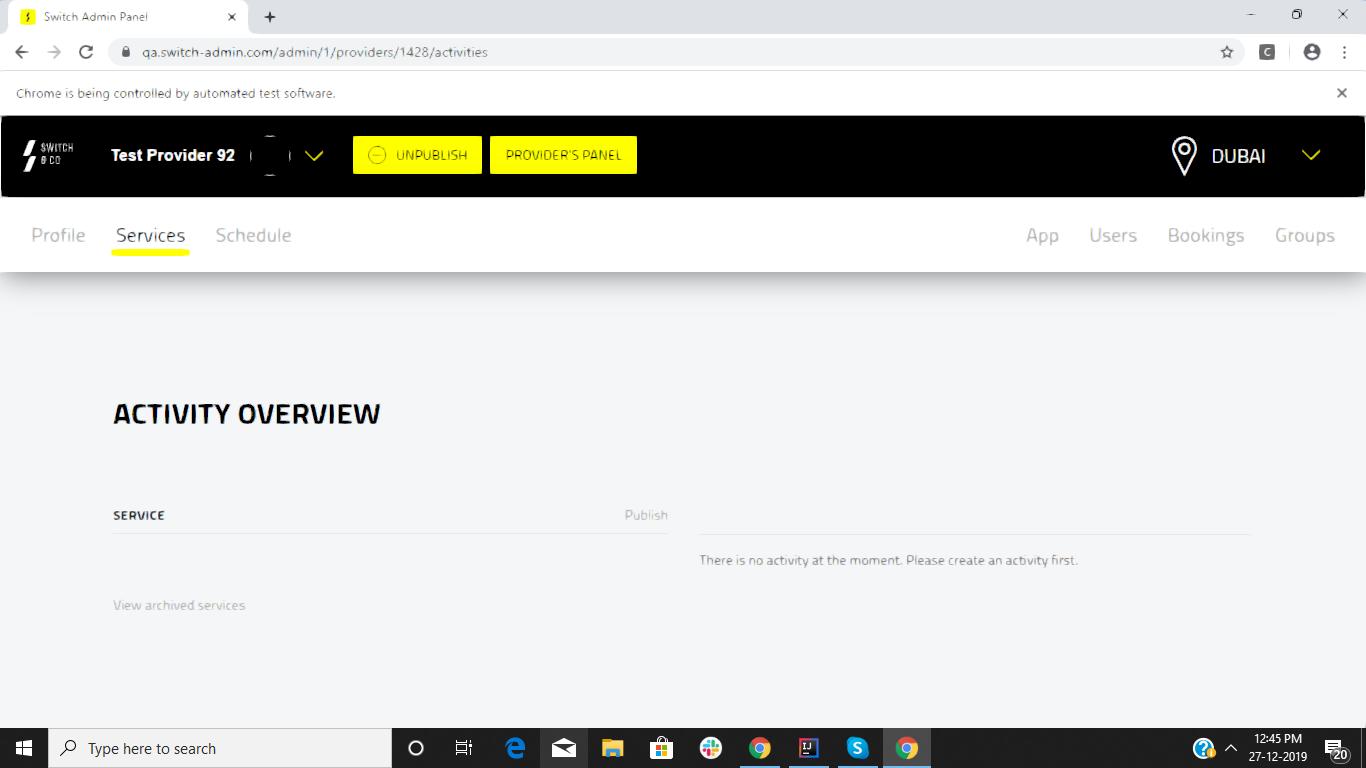 Switch Admin Panel
qa.switch-admin.com/admin/1/providers/1428/activities
C
Chrome is being controlled by automated test software.
SWITCH
& CO
Test Provider 92
UNPUBLISH
PROVIDER'S PANEL
DUBAI
Profile
Services
Schedule
App
Users
Bookings
Groups
ACTIVITY OVERVIEW
SERVICE
Publish
There is no activity at the moment. Please create an activity first.
View archived services
Type here to search
IJ
S
12:45 PM
27-12-2019
20